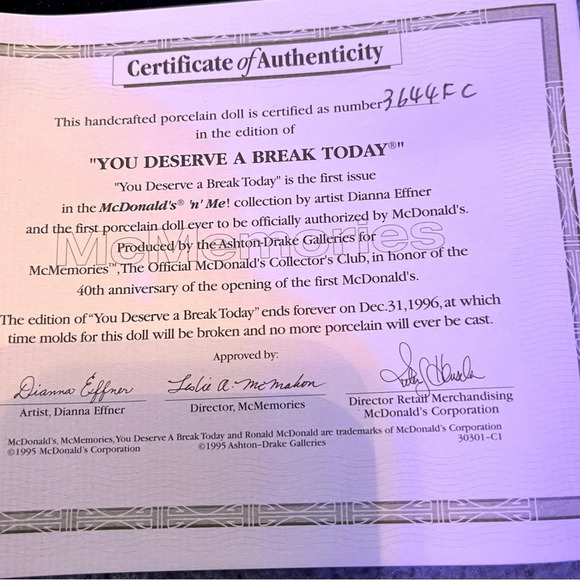 Certificate of Authenticity
This handcrafted porcelain doll is certified as number 3644FC
in the edition of
"YOU DESERVE A BREAK TODAY®"
"You Deserve a Break Today" is the first issue
in the McDonald's® 'n' Me! collection by artist Dianna Effner
and the first porcelain doll ever to be officially authorized by McDonald's.
McMemories
Produced by the Ashton-Drake Galleries for
McMemories™, The Official McDonald's Collector's Club, in honor of the
40th anniversary of the opening of the first McDonald's.
The edition of "You Deserve a Break Today" ends forever on Dec.31,1996, at which
time molds for this doll will be broken and no more porcelain will ever be cast.
Approved by:
Dianna Effner Leslie A. McMahon
Artist, Dianna Effner Director, McMemories Director Retail Merchandising
McDonald's Corporation
McDonald's, McMemories, You Deserve A Break Today and Ronald McDonald are trademarks of McDonald's Corporation
©1995 McDonald's Corporation ©1995 Ashton-Drake Galleries 30301-C1